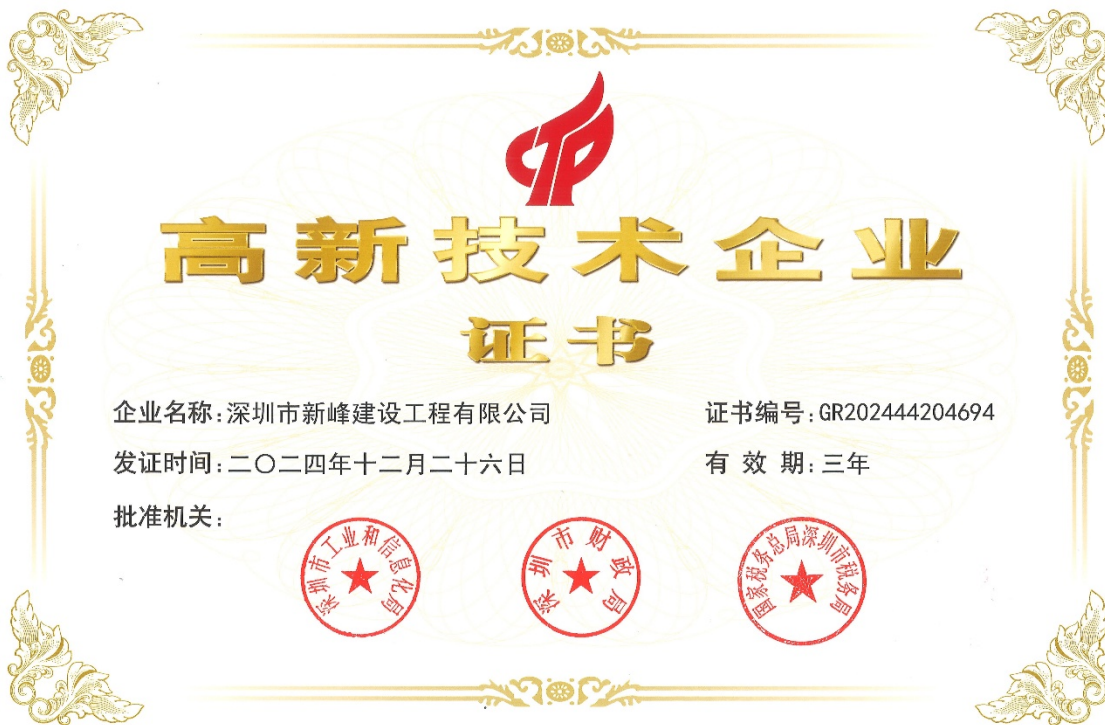 高新技术企业
证书
企业名称:深圳市新峰建设工程有限公司
证书编号:GR202444204694
发证时间:二〇二四年十二月二十六日
有效期:三年
批准机关:
深圳市工业和信息化局
深圳市财政局
国家税务总局深圳市税务局